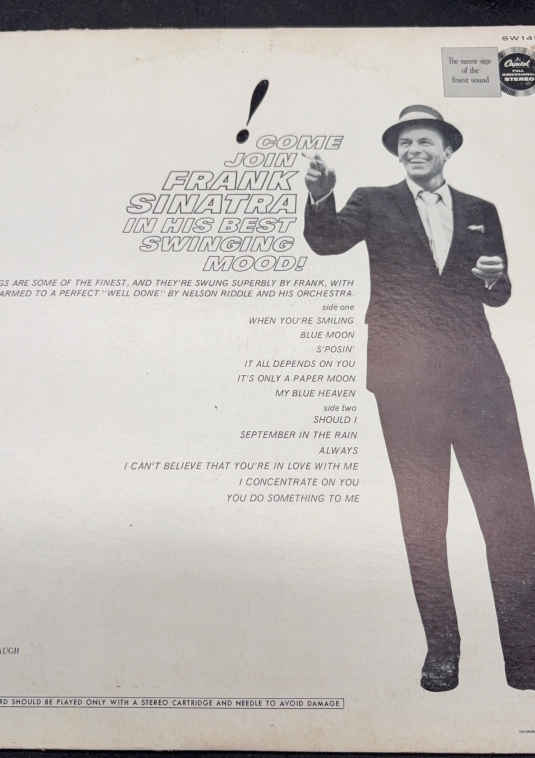 SW149
The name sign
of the
finest sound
Capitol
FULL
DIMENSIONAL
STEREO
! COME
JOIN
FRANK
SINATRA
IN HIS BEST
SWINGING
MOOD!
GS ARE SOME OF THE FINEST, AND THEY'RE SWUNG SUPERBLY BY FRANK, WITH
ARMED TO A PERFECT "WELL DONE" BY NELSON RIDDLE AND HIS ORCHESTRA.
side one
WHEN YOU'RE SMILING
BLUE MOON
S'POSIN'
IT ALL DEPENDS ON YOU
IT'S ONLY A PAPER MOON
MY BLUE HEAVEN
side two
SHOULD I
SEPTEMBER IN THE RAIN
ALWAYS
I CAN'T BELIEVE THAT YOU'RE IN LOVE WITH ME
I CONCENTRATE ON YOU
YOU DO SOMETHING TO ME
AUGH
RD SHOULD BE PLAYED ONLY WITH A STEREO CARTRIDGE AND NEEDLE TO AVOID DAMAGE